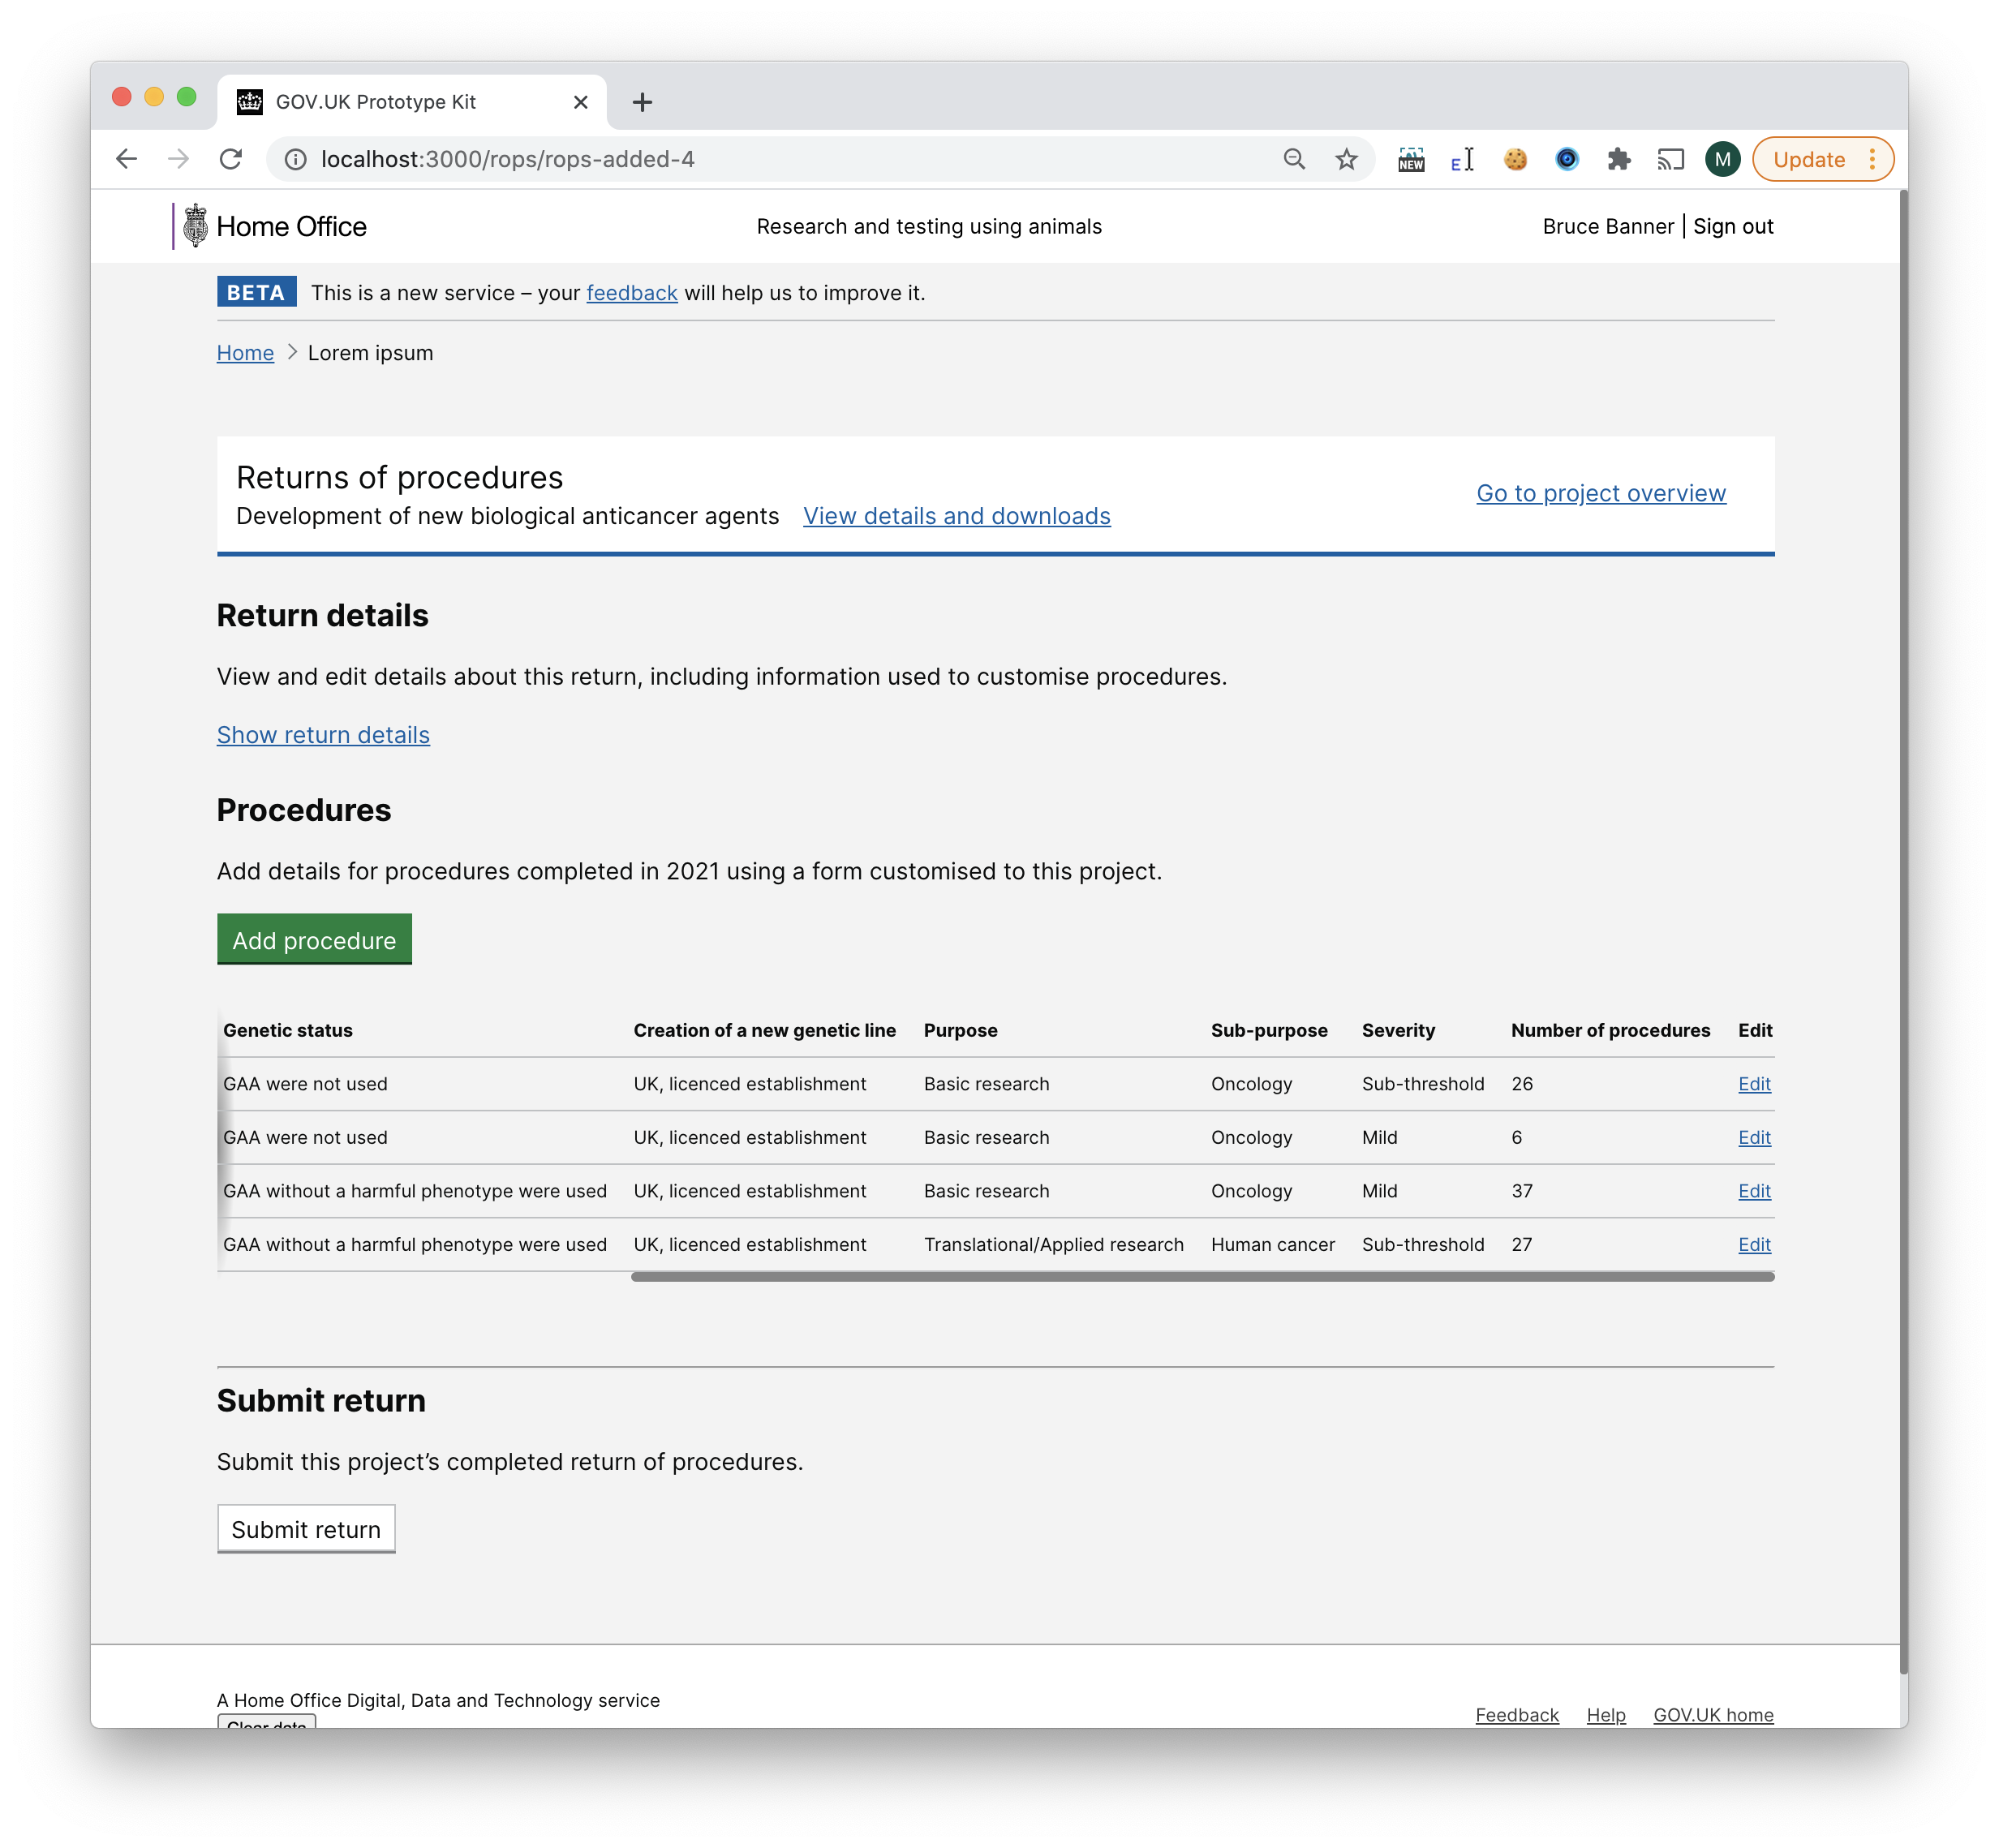 GOV.UK Prototype Kit
localhost:3000/rops/rops-added-4
NEW
E
M
Update
Home Office
Research and testing using animals
Bruce Banner | Sign out
BETA This is a new service – your feedback will help us to improve it.
Home > Lorem ipsum
Returns of procedures
Go to project overview
Development of new biological anticancer agents View details and downloads
Return details
View and edit details about this return, including information used to customise procedures.
Show return details
Procedures
Add details for procedures completed in 2021 using a form customised to this project.
Add procedure
Genetic status Creation of a new genetic line Purpose Sub-purpose Severity Number of procedures Edit
GAA were not used UK, licenced establishment Basic research Oncology Sub-threshold 26 Edit
GAA were not used UK, licenced establishment Basic research Oncology Mild 6 Edit
GAA without a harmful phenotype were used UK, licenced establishment Basic research Oncology Mild 37 Edit
GAA without a harmful phenotype were used UK, licenced establishment Translational/Applied research Human cancer Sub-threshold 27 Edit
Submit return
Submit this project’s completed return of procedures.
Submit return
A Home Office Digital, Data and Technology service
Clear data
Feedback Help GOV.UK home